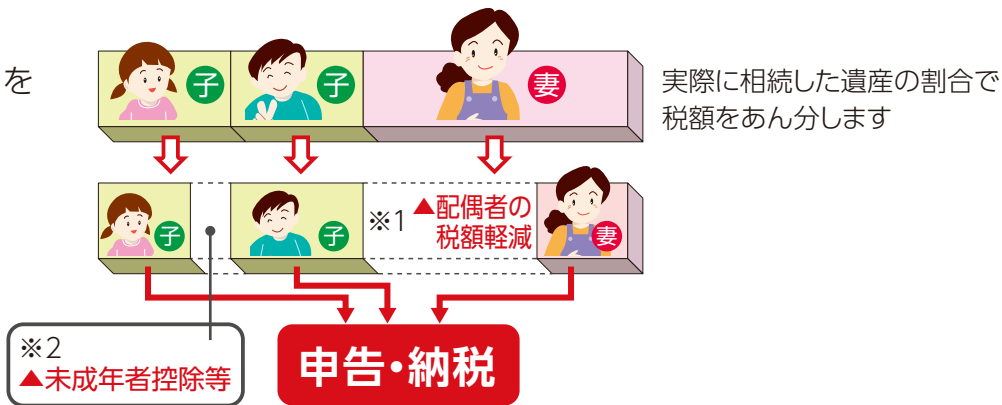 を
子
子
妻
実際に相続した遺産の割合で
税額をあん分します
子
子
※1 ▲配偶者の
税額軽減
妻
※2
▲未成年者控除等
申告・納税